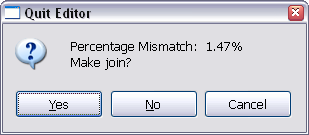 Quit Editor
Percentage Mismatch: 1.47%
Make join?
Yes No Cancel